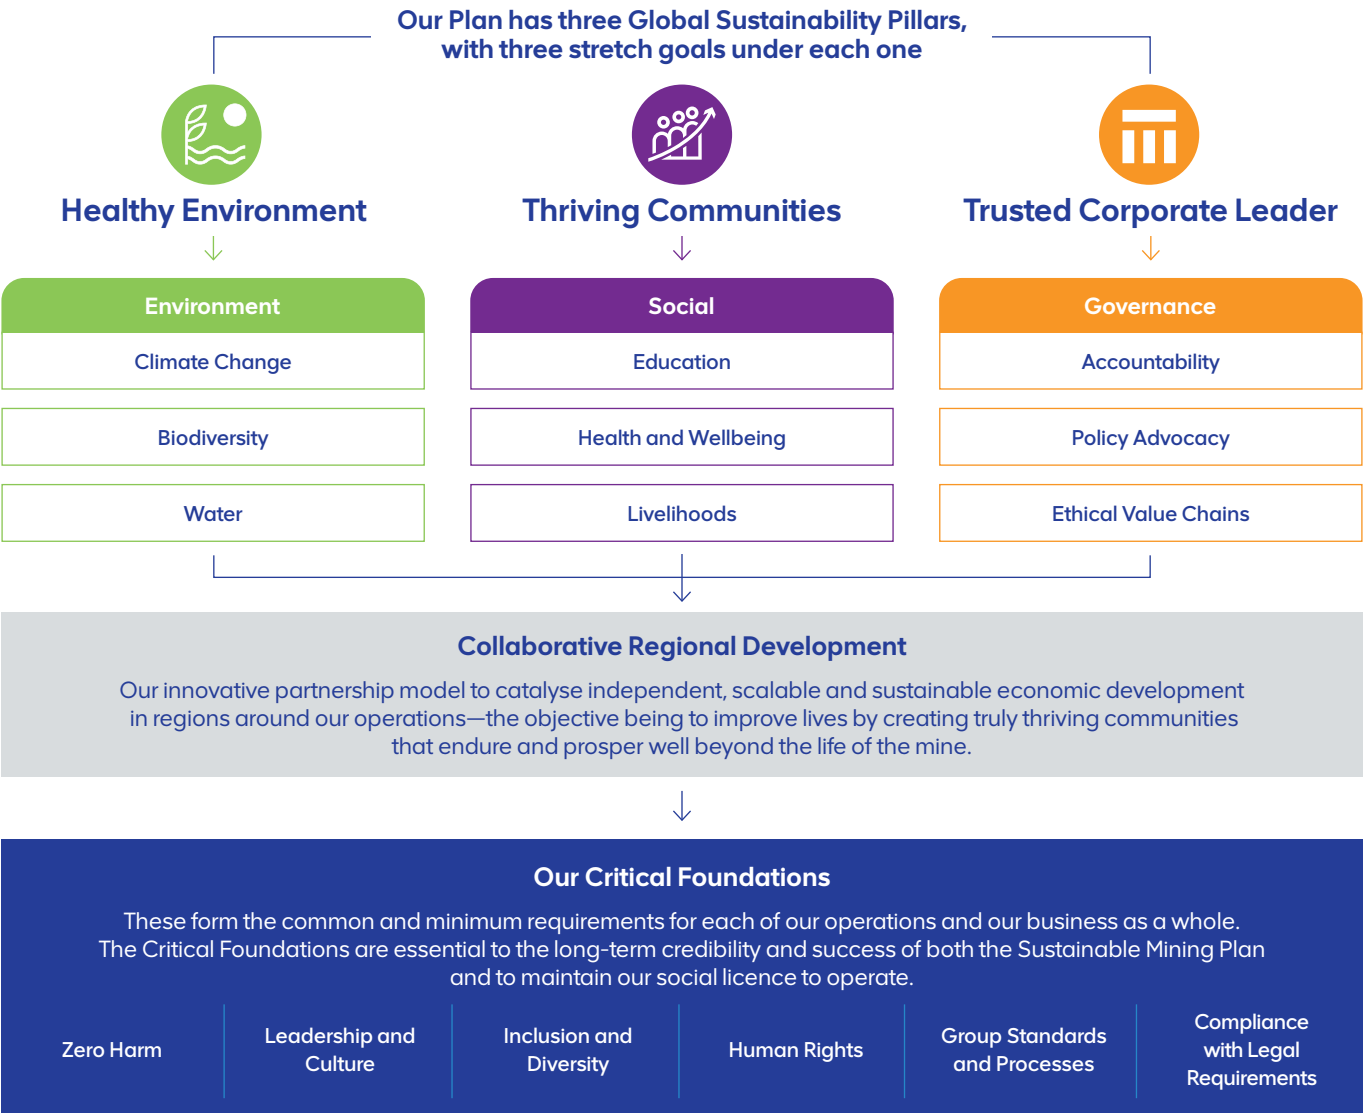 Our Plan has three Global Sustainability Pillars,
with three stretch goals under each one
Healthy Environment
Thriving Communities
Trusted Corporate Leader
Environment
Climate Change
Biodiversity
Water
Social
Education
Health and Wellbeing
Livelihoods
Governance
Accountability
Policy Advocacy
Ethical Value Chains
Collaborative Regional Development
Our innovative partnership model to catalyse independent, scalable and sustainable economic development
in regions around our operations—the objective being to improve lives by creating truly thriving communities
that endure and prosper well beyond the life of the mine.
Our Critical Foundations
These form the common and minimum requirements for each of our operations and our business as a whole.
The Critical Foundations are essential to the long-term credibility and success of both the Sustainable Mining Plan
and to maintain our social licence to operate.
Zero Harm
Leadership and
Culture
Inclusion and
Diversity
Human Rights
Group Standards
and Processes
Compliance
with Legal
Requirements